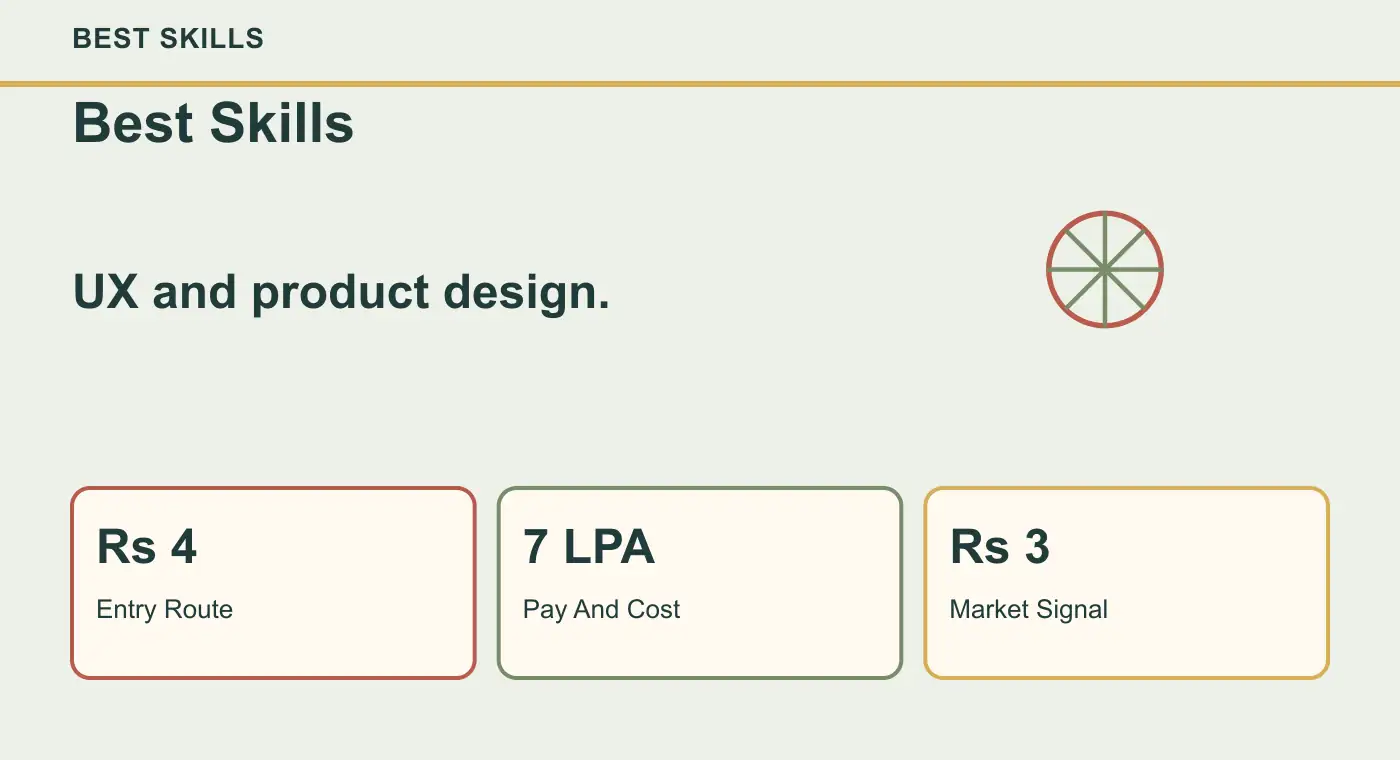 BEST SKILLS
Best Skills
UX and product design.
Rs 4
Entry Route
7 LPA
Pay And Cost
Rs 3
Market Signal